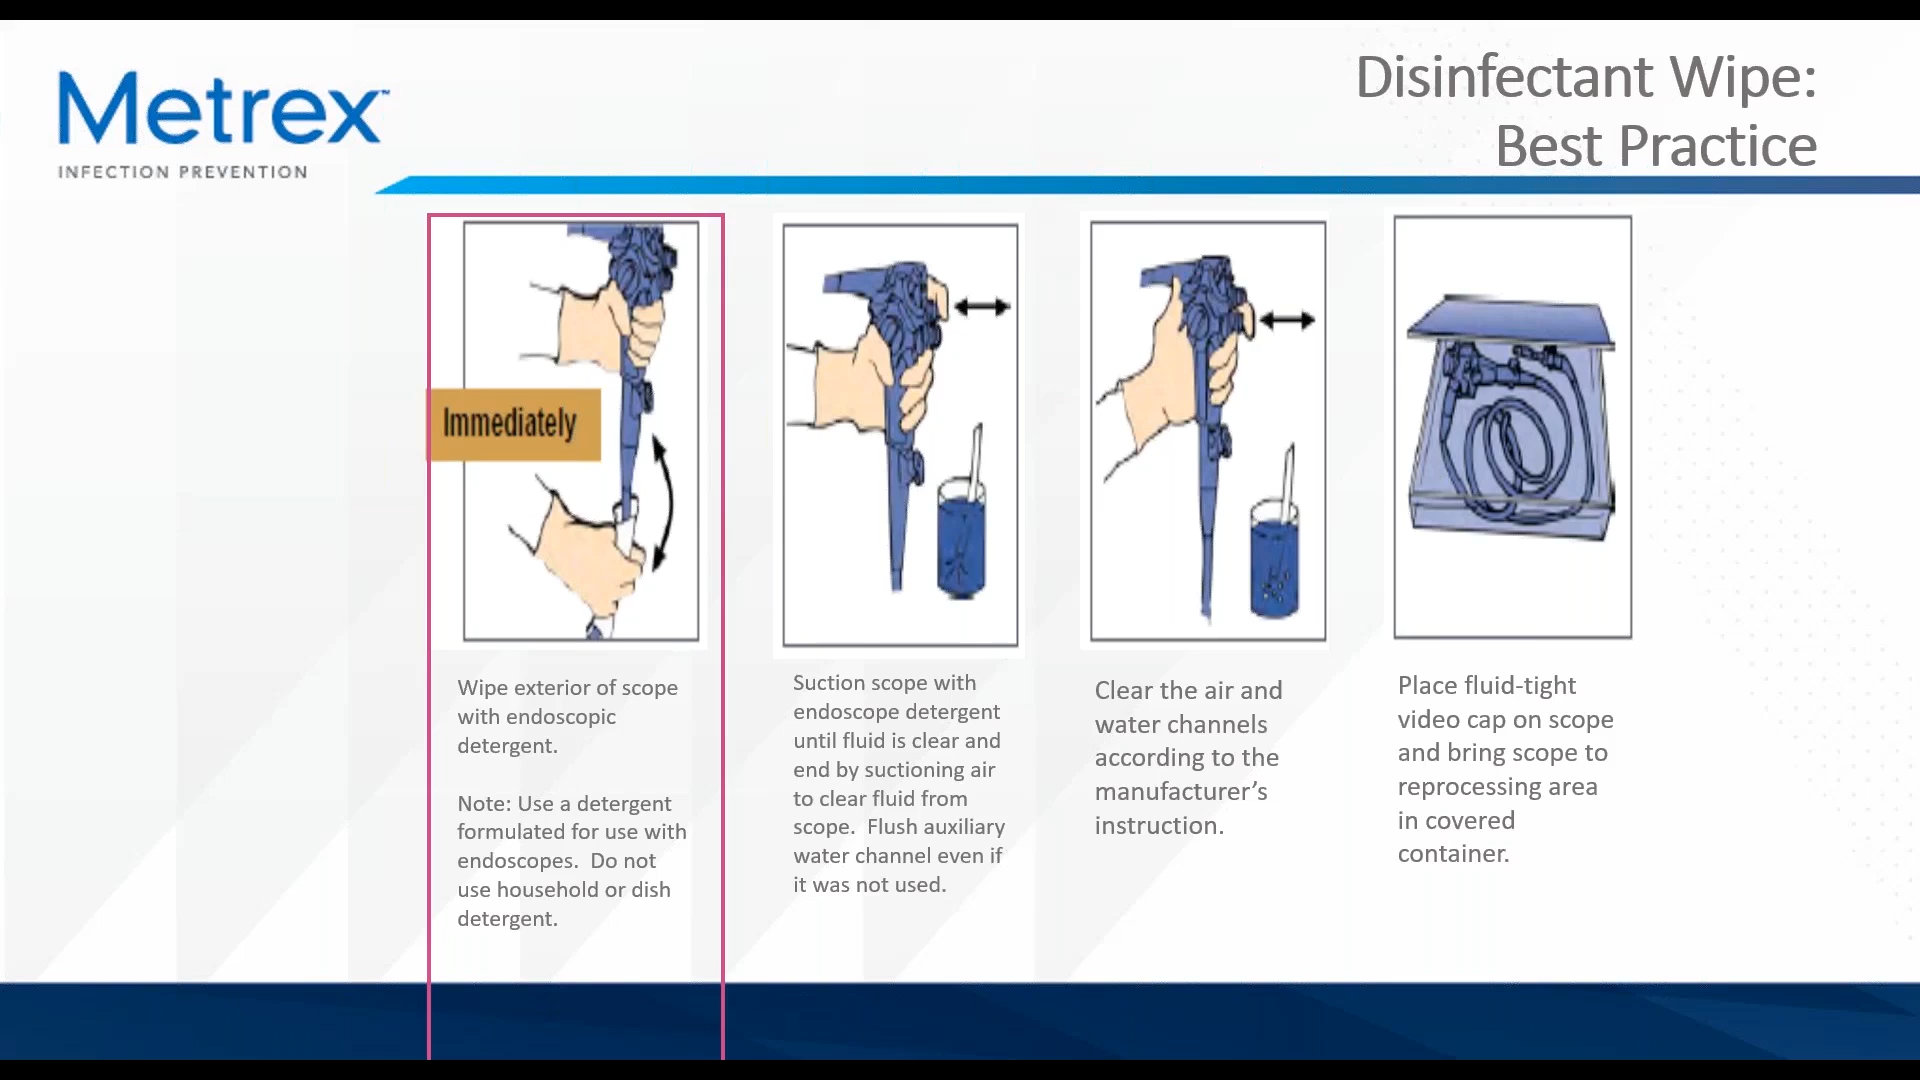 Metrex™
INFECTION PREVENTION
Disinfectant Wipe:
Best Practice
Immediately
Wipe exterior of scope
with endoscopic
detergent.
Note: Use a detergent
formulated for use with
endoscopes.  Do not
use household or dish
detergent.
Suction scope with
endoscope detergent
until fluid is clear and
end by suctioning air
to clear fluid from
scope.  Flush auxiliary
water channel even if
it was not used.
Clear the air and
water channels
according to the
manufacturer’s
instruction.
Place fluid-tight
video cap on scope
and bring scope to
reprocessing area
in covered
container.